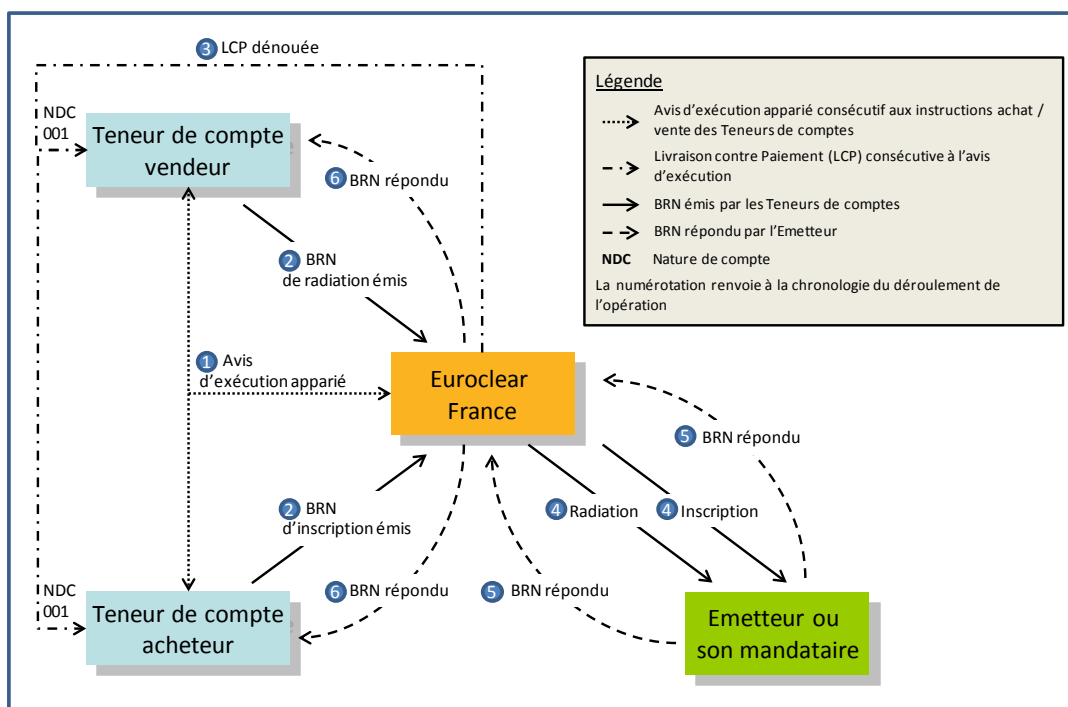 3 LCP dénouée
NDC
001
Teneur de compte
vendeur
6 BRN répondu
2 BRN
de radiation émis
1 Avis
d'exécution apparié
Euroclear
France
2 BRN
d'inscription émis
6 BRN répondu
NDC
001
Teneur de compte
acheteur
5 BRN répondu
4 Radiation
4 Inscription
5 BRN répondu
Emetteur ou
son mandataire
Légende
Avis d'exécution apparié consécutif aux instructions achat /
vente des Teneurs de comptes
Livraison contre Paiement (LCP) consécutive à l'avis
d'exécution
BRN émis par les Teneurs de comptes
BRN répondu par l'Emetteur
NDC Nature de compte
La numérotation renvoie à la chronologie du déroulement de
l'opération